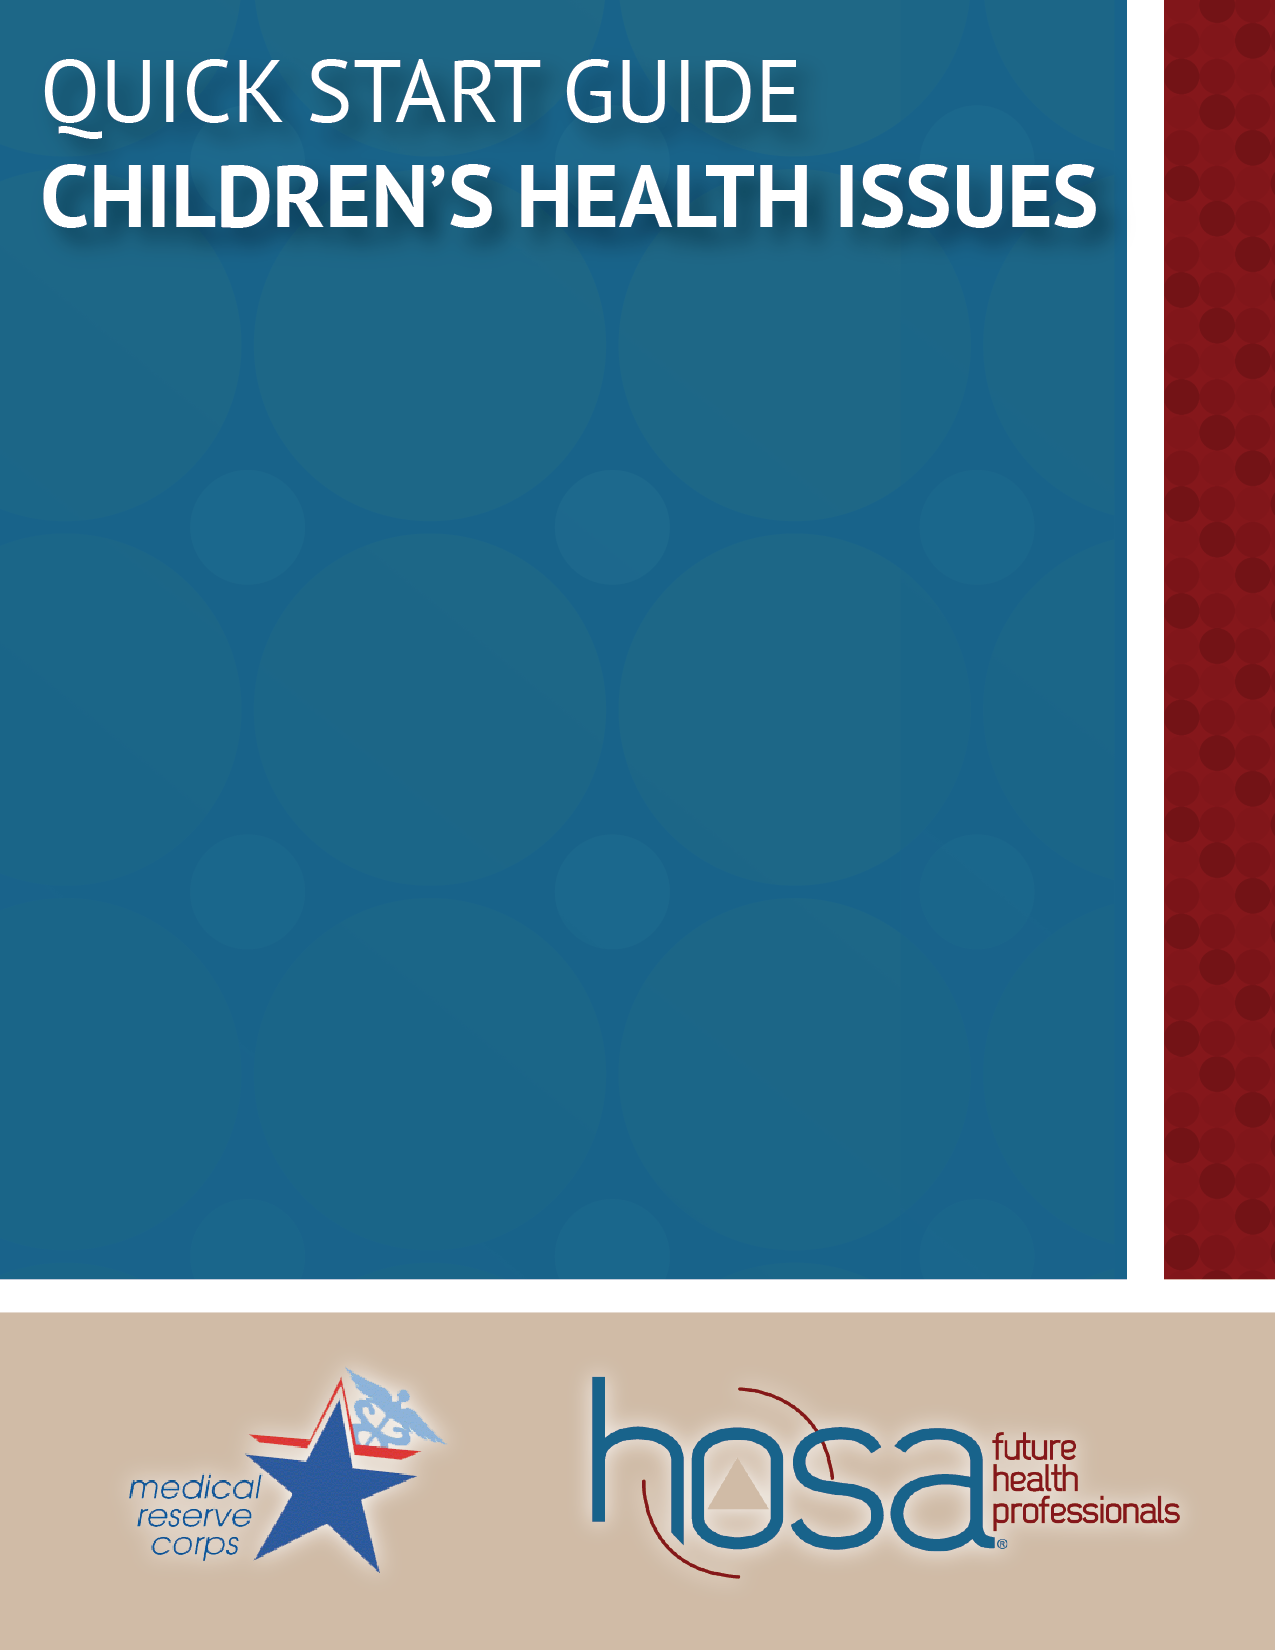 QUICK START GUIDE
CHILDREN’S HEALTH ISSUES
medical
reserve
corps
hosa
future
health
professionals
®